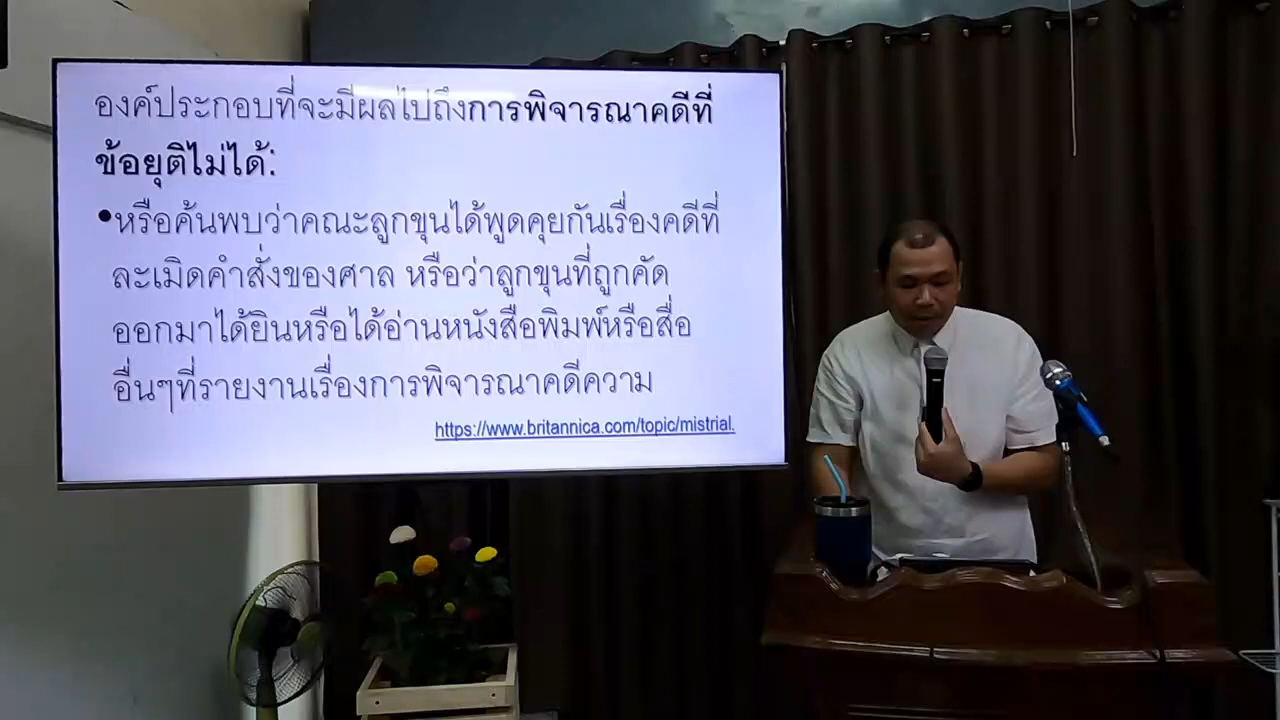 องค์ประกอบที่จะมีผลไปถึงการพิจารณาคดีที่
ข้อยุติไม่ได้:
•หรือค้นพบว่าคณะลูกขุนได้พูดคุยกันเรื่องคดีที่
ละเมิดคำสั่งของศาล หรือว่าลูกขุนที่ถูกคัด
ออกมาได้ยินหรือได้อ่านหนังสือพิมพ์หรือสื่อ
อื่นๆที่รายงานเรื่องการพิจารณาคดีความ
https://www.britannica.com/topic/mistrial.